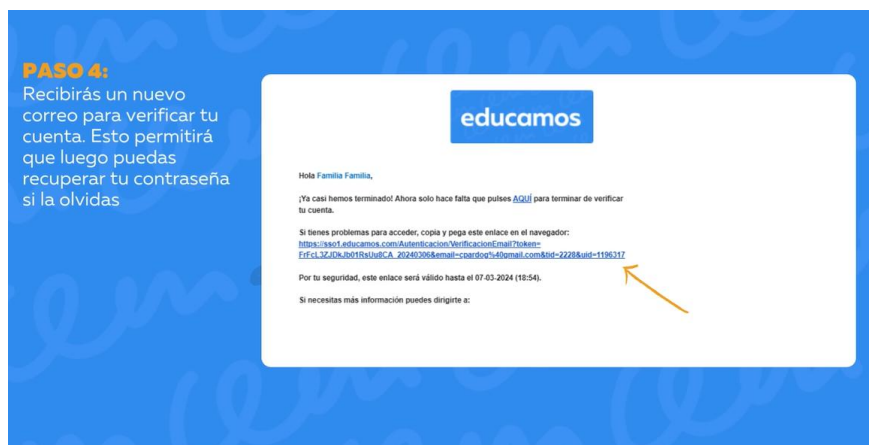 PASO 4:
Recibirás un nuevo
correo para verificar tu
cuenta. Esto permitirá
que luego puedas
recuperar tu contraseña
si la olvidas
educamos
Hola Familia Familia,
¡Ya casi hemos terminado! Ahora solo hace falta que pulses AQUÍ para terminar de verificar
tu cuenta.
Si tienes problemas para acceder, copia y pega este enlace en el navegador:
https://sso1.educamos.com/Autenticacion/VerificacionEmail?token=
FrFcL3ZJDkJb01RsUu8CA_20240306&email=cpardog%40gmail.com&tid=2228&uid=1196317
Por tu seguridad, este enlace será válido hasta el 07-03-2024 (18:54).
Si necesitas más información puedes dirigirte a: